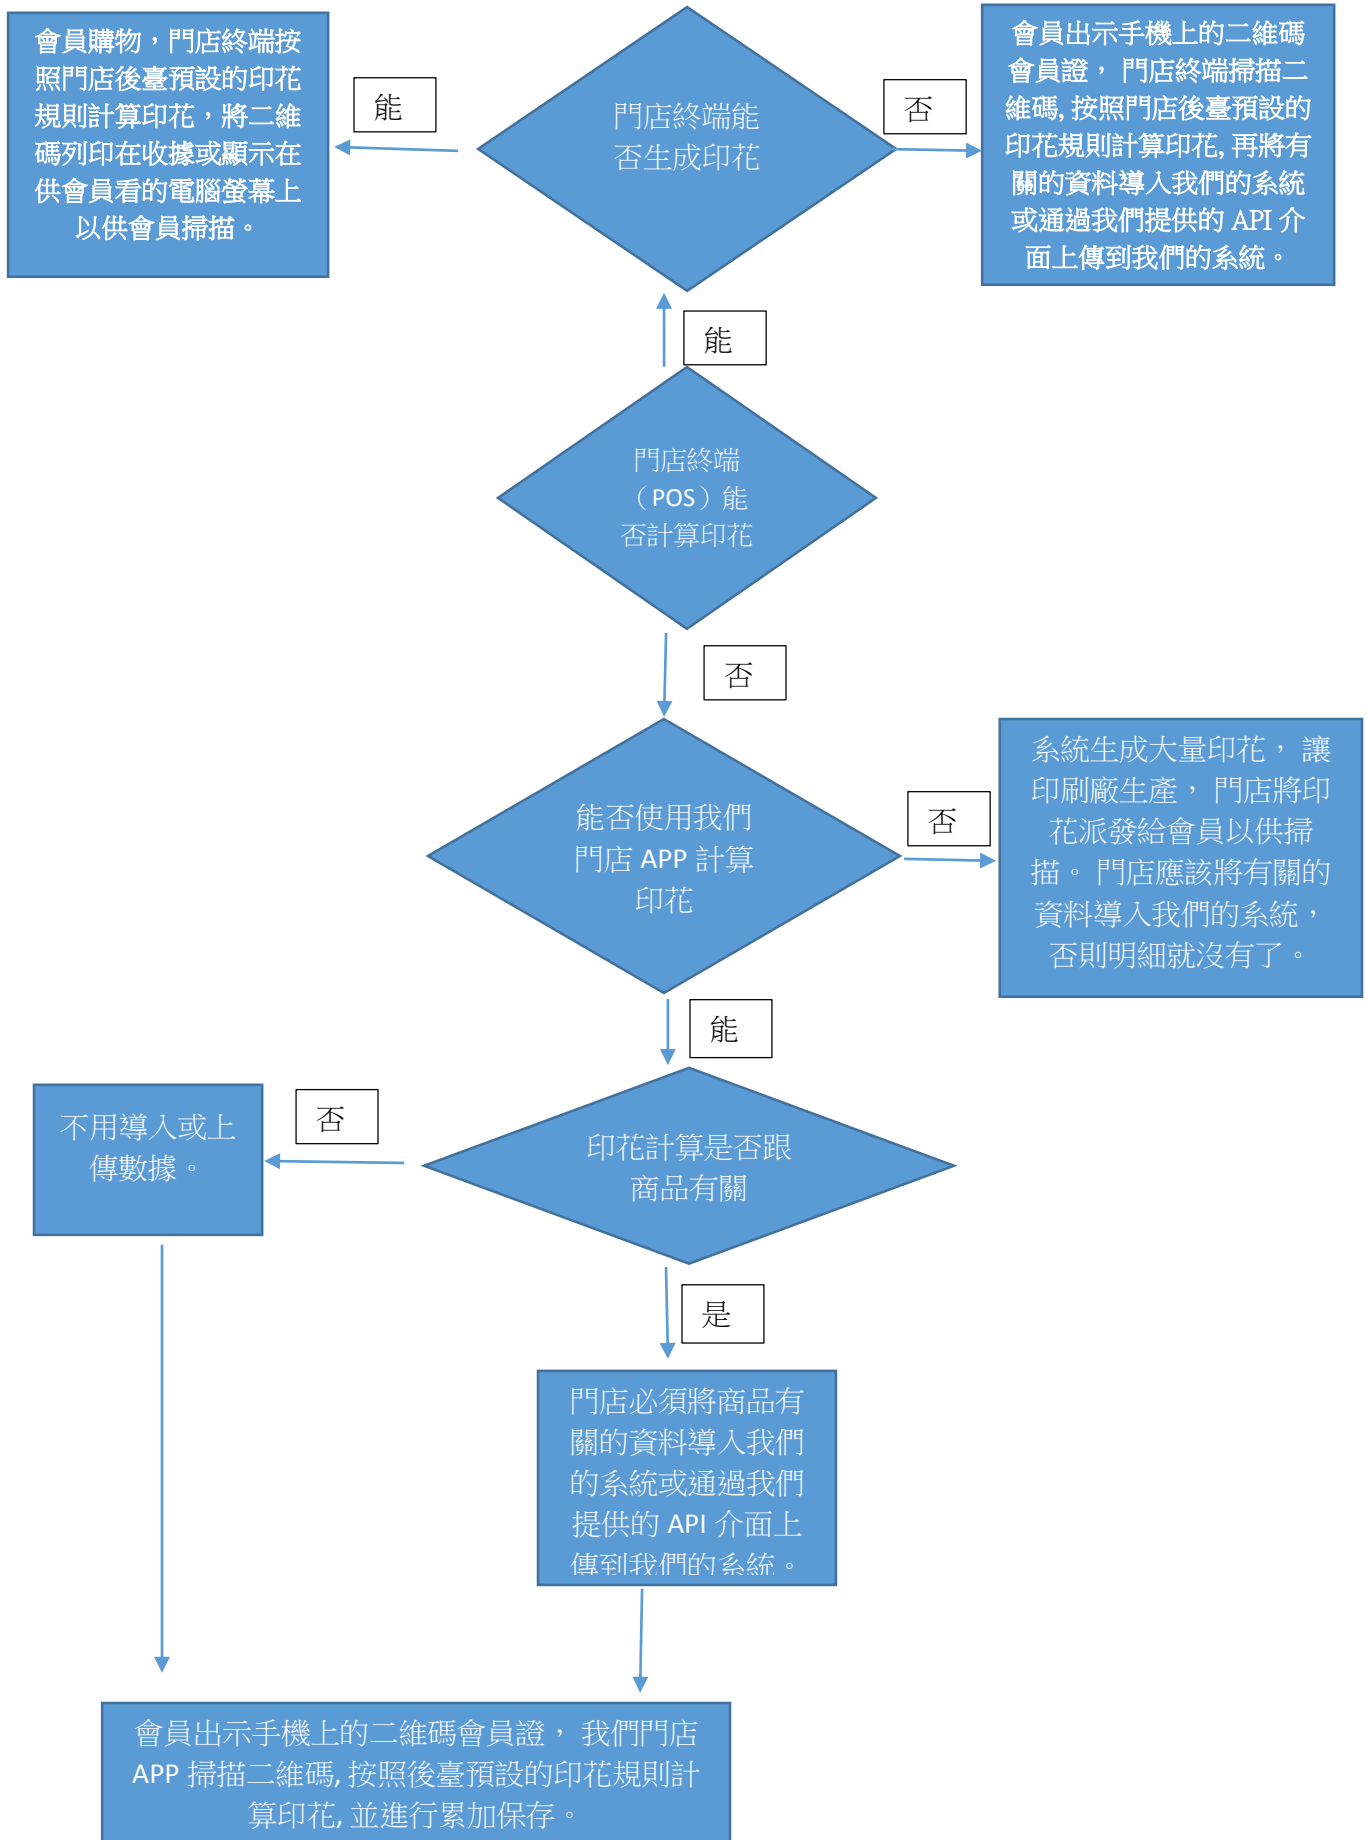 會員購物，門店終端按
照門店後臺預設的印花
規則計算印花，將二維
碼列印在收據或顯示在
供會員看的電腦螢幕上
以供會員掃描。
能
門店終端能
否生成印花
否
會員出示手機上的二維碼
會員證， 門店終端掃描二
維碼, 按照門店後臺預設的
印花規則計算印花, 再將有
關的資料導入我們的系統
或通過我們提供的 API 介
面上傳到我們的系統。
能
門店終端
（POS）能
否計算印花
否
能否使用我們
門店 APP 計算
印花
否
系統生成大量印花， 讓
印刷廠生產， 門店將印
花派發給會員以供掃
描。 門店應該將有關的
資料導入我們的系統，
否則明細就沒有了。
能
不用導入或上
傳數據。
否
印花計算是否跟
商品有關
是
門店必須將商品有
關的資料導入我們
的系統或通過我們
提供的 API 介面上
傳到我們的系統。
會員出示手機上的二維碼會員證， 我們門店
APP 掃描二維碼, 按照後臺預設的印花規則計
算印花, 並進行累加保存。